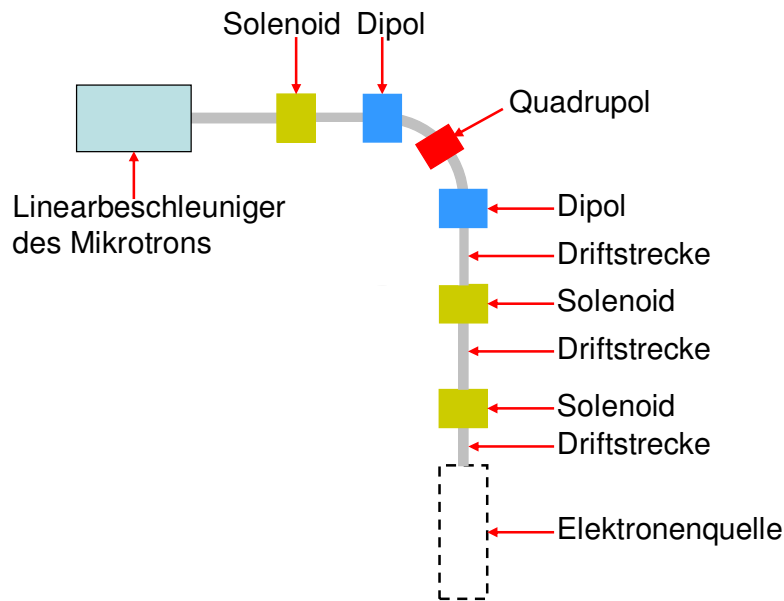 Solenoid Dipol
Quadrupol
Linearbeschleuniger
des Mikrotrons
Dipol
Driftstrecke
Solenoid
Driftstrecke
Solenoid
Driftstrecke
Elektronenquelle